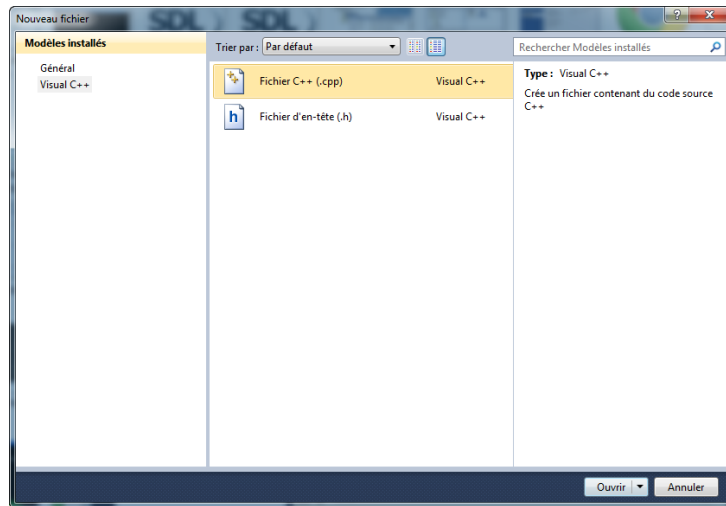 Nouveau fichier
SDL SDL
Modèles installés
Général
Visual C++
Trier par : Par défaut
Fichier C++ (.cpp) Visual C++
h Fichier d'en-tête (.h) Visual C++
Rechercher Modèles installés
Type : Visual C++
Crée un fichier contenant du code source
C++
Ouvrir Annuler